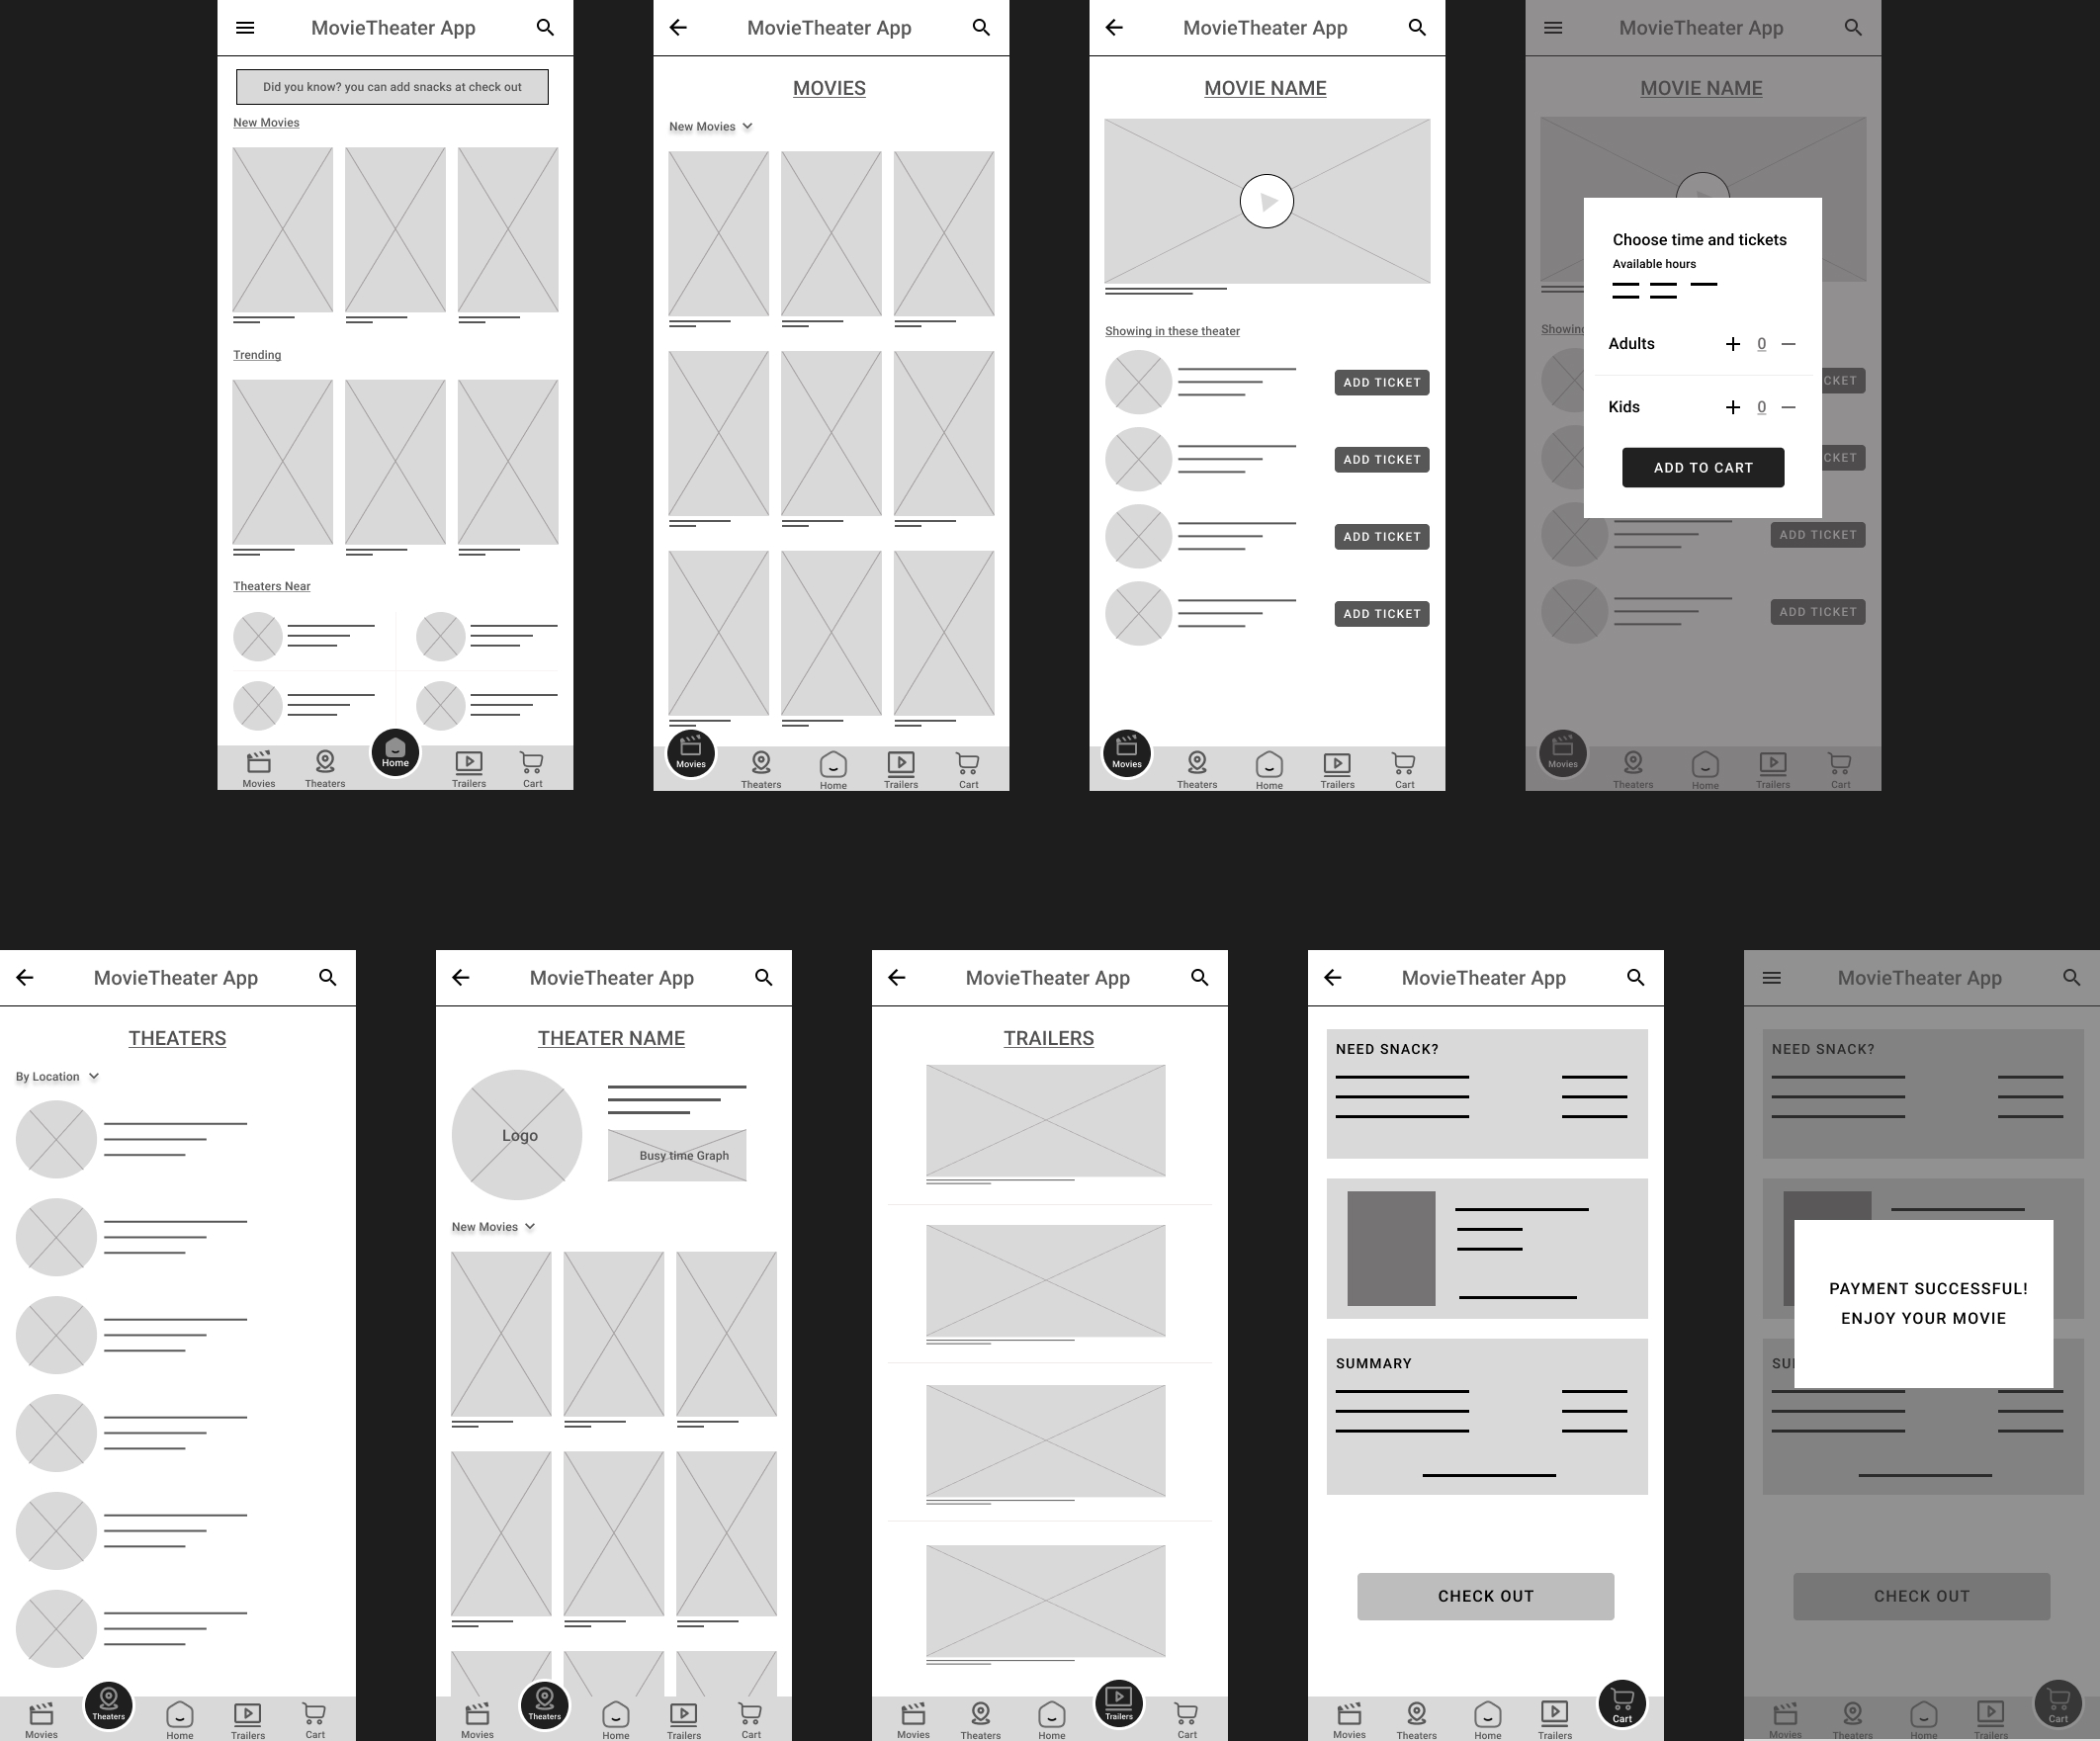 MovieTheater App
Did you know? you can add snacks at check out
New Movies
Trending
Theaters Near
Movies
Theaters
Home
Trailers
Cart
MovieTheater App
MOVIES
New Movies
Movies
Theaters
Home
Trailers
Cart
MovieTheater App
MOVIE NAME
Showing in these theater
ADD TICKET
ADD TICKET
ADD TICKET
ADD TICKET
Movies
Theaters
Home
Trailers
Cart
MovieTheater App
MOVIE NAME
Choose time and tickets
Available hours
Showing
Adults
0
CKET
Kids
0
CKET
ADD TO CART
ADD TICKET
ADD TICKET
Movies
Theaters
Home
Trailers
Cart
MovieTheater App
THEATERS
By Location
Movies
Theaters
Home
Trailers
Cart
MovieTheater App
THEATER NAME
Logo
Busy time Graph
New Movies
Movies
Theaters
Home
Trailers
Cart
MovieTheater App
TRAILERS
Movies
Theaters
Home
Trailers
Cart
MovieTheater App
NEED SNACK?
SUMMARY
CHECK OUT
Movies
Theaters
Home
Trailers
Cart
MovieTheater App
NEED SNACK?
PAYMENT SUCCESSFUL!
ENJOY YOUR MOVIE
SU
CHECK OUT
Movies
Theaters
Home
Trailers
Cart